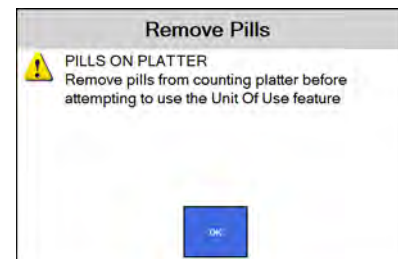 Remove Pills
PILLS ON PLATTER
Remove pills from counting platter before
attempting to use the Unit Of Use feature
OK